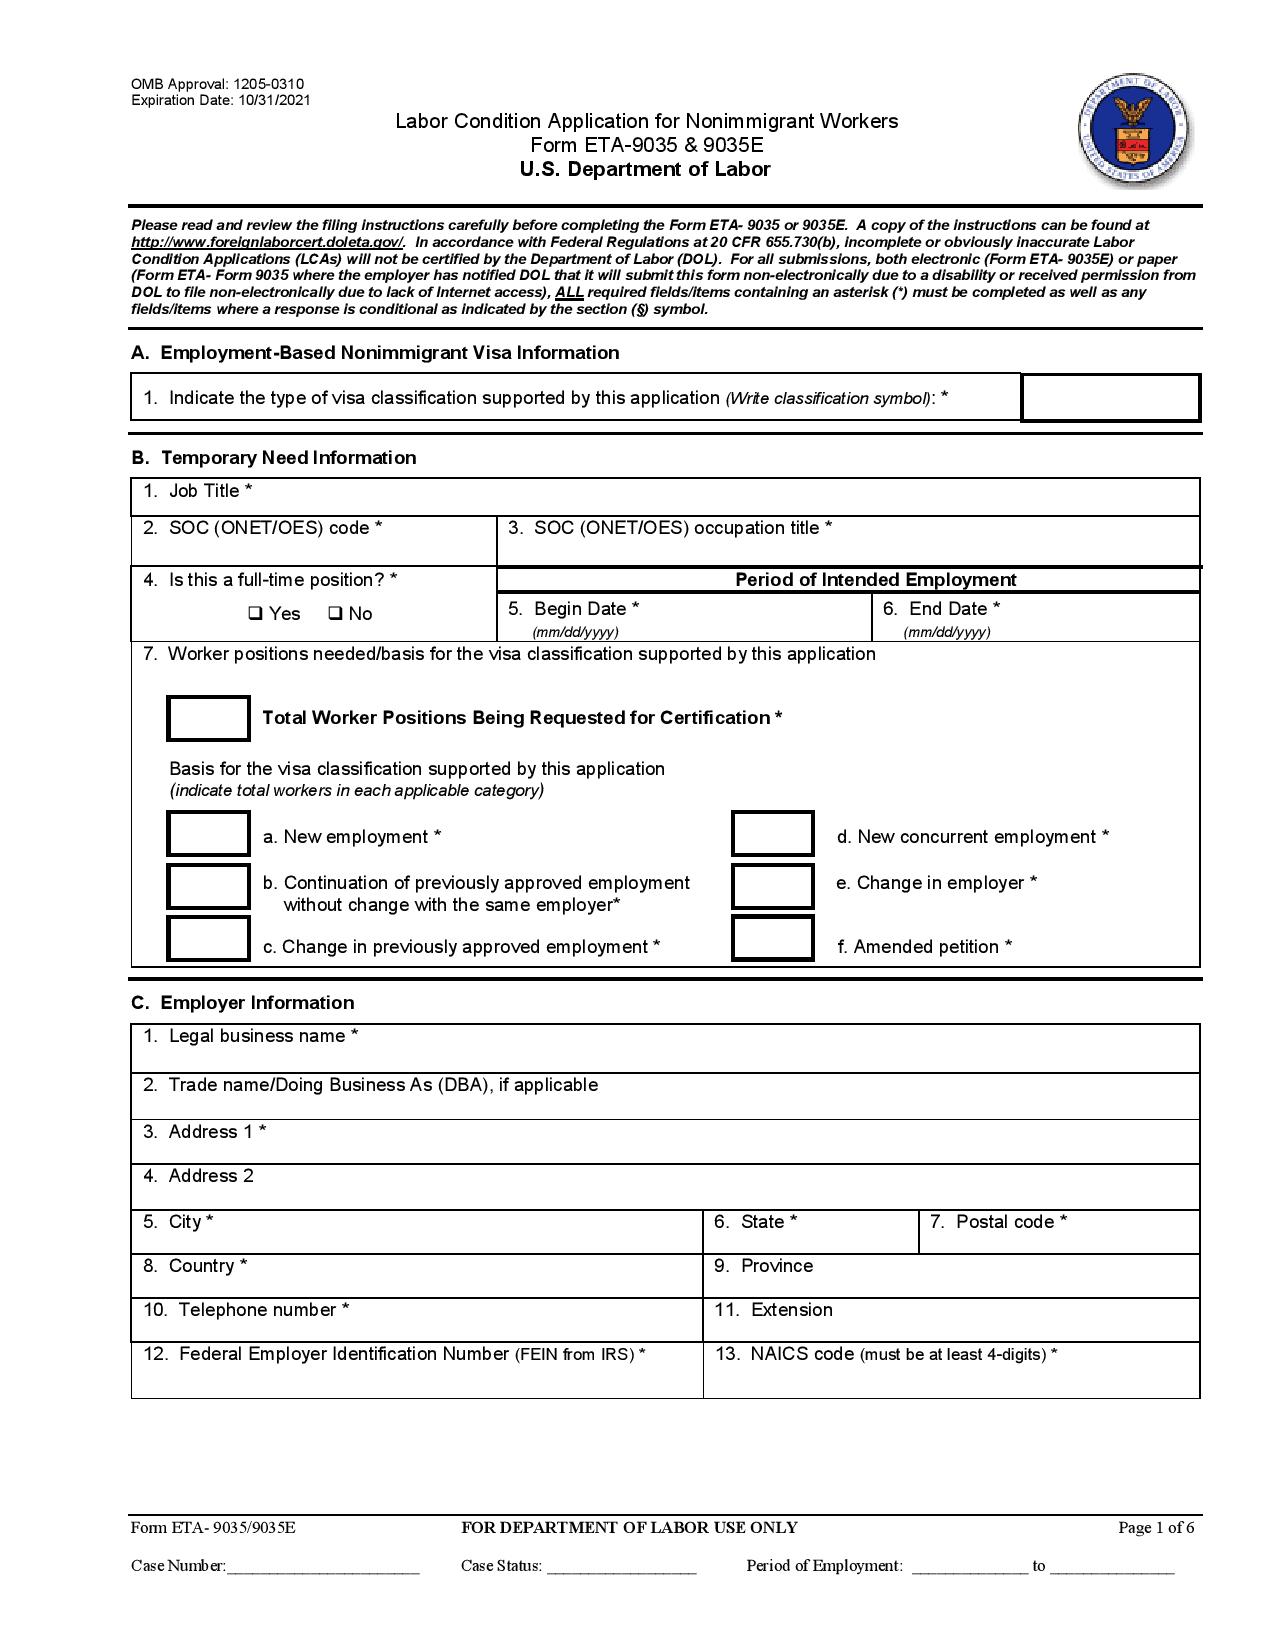 OMB Approval: 1205-0310
Expiration Date: 10/31/2021
Labor Condition Application for Nonimmigrant Workers
Form ETA-9035 & 9035E
U.S. Department of Labor
DEPARTMENT OF LABOR
UNITED STATES OF AMERICA
Please read and review the filing instructions carefully before completing the Form ETA- 9035 or 9035E. A copy of the instructions can be found at
http://www.foreignlaborcert.doleta.gov/. In accordance with Federal Regulations at 20 CFR 655.730(b), incomplete or obviously inaccurate Labor
Condition Applications (LCAs) will not be certified by the Department of Labor (DOL). For all submissions, both electronic (Form ETA- 9035E) or paper
(Form ETA- Form 9035 where the employer has notified DOL that it will submit this form non-electronically due to a disability or received permission from
DOL to file non-electronically due to lack of Internet access), ALL required fields/items containing an asterisk (*) must be completed as well as any
fields/items where a response is conditional as indicated by the section (§) symbol.
A. Employment-Based Nonimmigrant Visa Information
1. Indicate the type of visa classification supported by this application (Write classification symbol): *
B. Temporary Need Information
1. Job Title *
2. SOC (ONET/OES) code *
3. SOC (ONET/OES) occupation title *
4. Is this a full-time position? *
❑ Yes ❑ No
Period of Intended Employment
5. Begin Date *
(mm/dd/yyyy)
6. End Date *
(mm/dd/yyyy)
7. Worker positions needed/basis for the visa classification supported by this application
Total Worker Positions Being Requested for Certification *
Basis for the visa classification supported by this application
(indicate total workers in each applicable category)
a. New employment *
d. New concurrent employment *
b. Continuation of previously approved employment
without change with the same employer*
e. Change in employer *
c. Change in previously approved employment *
f. Amended petition *
C. Employer Information
1. Legal business name *
2. Trade name/Doing Business As (DBA), if applicable
3. Address 1 *
4. Address 2
5. City *
6. State *
7. Postal code *
8. Country *
9. Province
10. Telephone number *
11. Extension
12. Federal Employer Identification Number (FEIN from IRS) *
13. NAICS code (must be at least 4-digits) *
Form ETA- 9035/9035E
FOR DEPARTMENT OF LABOR USE ONLY
Page 1 of 6
Case Number:_______________________
Case Status: __________________
Period of Employment: ______________ to _______________